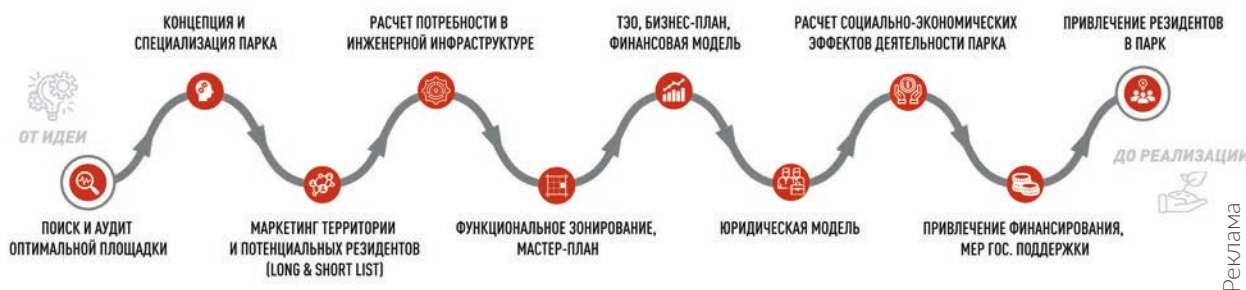 ОТ ИДЕИ
ПОИСК И АУДИТ
ОПТИМАЛЬНОЙ ПЛОЩАДКИ
КОНЦЕПЦИЯ И
СПЕЦИАЛИЗАЦИЯ ПАРКА
МАРКЕТИНГ ТЕРРИТОРИИ
И ПОТЕНЦИАЛЬНЫХ РЕЗИДЕНТОВ
(LONG & SHORT LIST)
РАСЧЕТ ПОТРЕБНОСТИ В
ИНЖЕНЕРНОЙ ИНФРАСТРУКТУРЕ
ФУНКЦИОНАЛЬНОЕ ЗОНИРОВАНИЕ,
МАСТЕР-ПЛАН
ТЭО, БИЗНЕС-ПЛАН,
ФИНАНСОВАЯ МОДЕЛЬ
ЮРИДИЧЕСКАЯ МОДЕЛЬ
РАСЧЕТ СОЦИАЛЬНО-ЭКОНОМИЧЕСКИХ
ЭФФЕКТОВ ДЕЯТЕЛЬНОСТИ ПАРКА
ПРИВЛЕЧЕНИЕ ФИНАНСИРОВАНИЯ,
МЕР ГОС. ПОДДЕРЖКИ
ПРИВЛЕЧЕНИЕ РЕЗИДЕНТОВ
В ПАРК
ДО РЕАЛИЗАЦИИ
Реклама